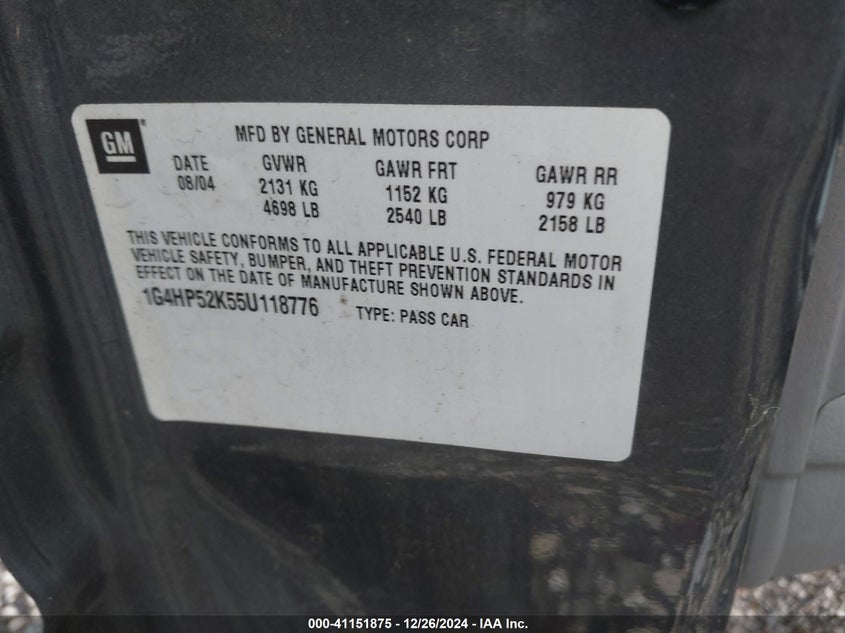 GM
MFD BY GENERAL MOTORS CORP
DATE GVWR GAWR FRT GAWR RR
08/04 2131 KG 1152 KG 979 KG
4698 LB 2540 LB 2158 LB
THIS VEHICLE CONFORMS TO ALL APPLICABLE U.S. FEDERAL MOTOR
VEHICLE SAFETY, BUMPER, AND THEFT PREVENTION STANDARDS IN
EFFECT ON THE DATE OF MANUFACTURE SHOWN ABOVE.
1G4HP52K55U118776 TYPE: PASS CAR
000-41151875 - 12/26/2024 - IAA Inc.